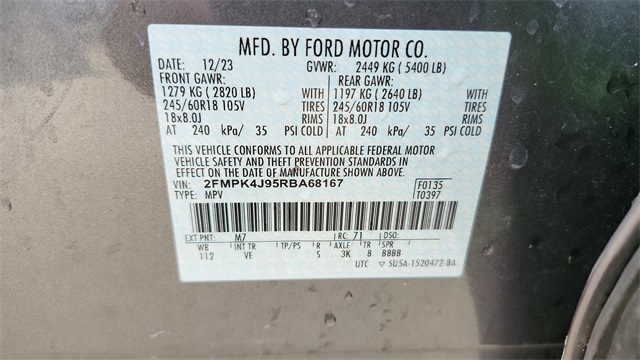 MFD. BY FORD MOTOR CO.
DATE: 12/23 GVWR: 2449 KG ( 5400 LB)
FRONT GAWR: REAR GAWR:
1279 KG ( 2820 LB) WITH 1197 KG ( 2640 LB) WITH
245/60R18 105V TIRES 245/60R18 105V TIRES
18x8.0J RIMS 18x8.0J RIMS
AT 240 kPa/ 35 PSI COLD AT 240 kPa/ 35 PSI COLD
THIS VEHICLE CONFORMS TO ALL APPLICABLE FEDERAL MOTOR
VEHICLE SAFETY AND THEFT PREVENTION STANDARDS IN
EFFECT ON THE DATE OF MANUFACTURE SHOWN ABOVE.
VIN: 2FMPK4J95RBA68167 F0135
TYPE: MPV T0397
EXT PNT: M7 RC: 71 DSO:
WB INT TR TP/PS R AXLE TR SPR
112 VE S 3K 8 BBBB
UTC ▽ 5U5A-1520472-BA